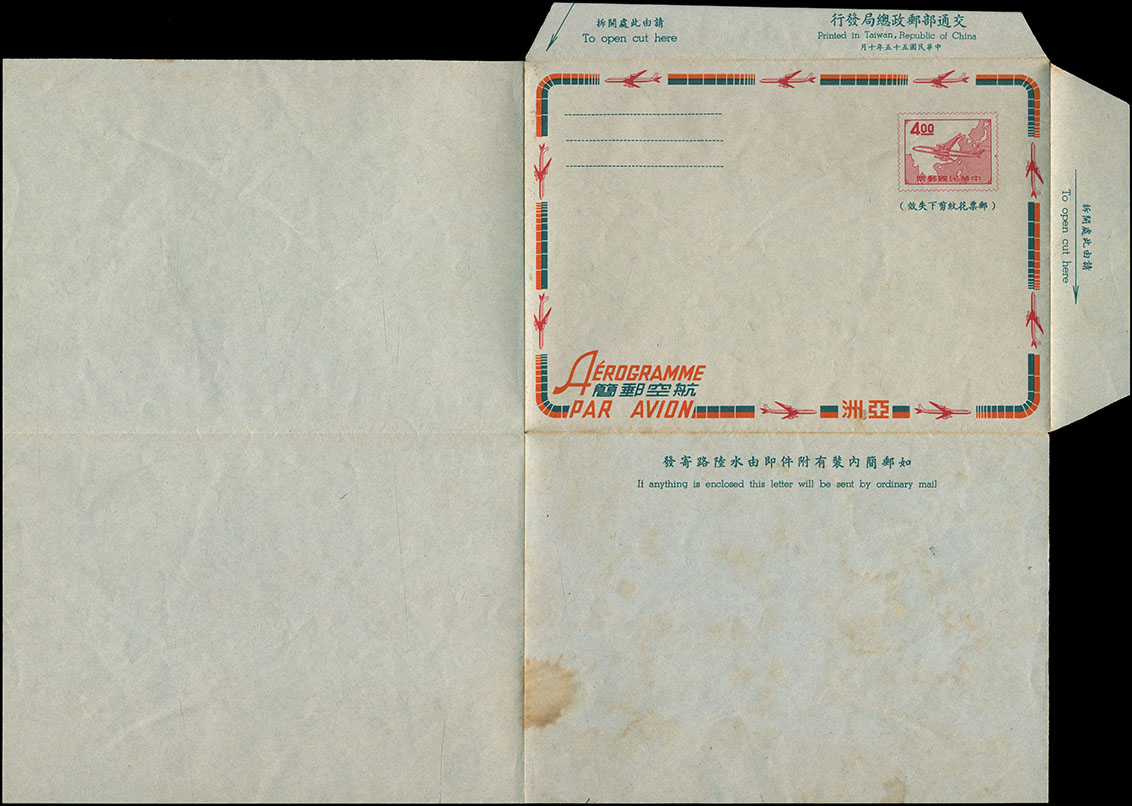 請由此處拆開
To open cut here
交通部郵政總局發行
Printed in Taiwan, Republic of China
中華民國五十五年十月
4.00
中華民國郵票
(郵票花紋剪下失效)
請由此處拆開
To open cut here
AÉROGRAMME
航空郵簡
PAR AVION
亞洲
如郵簡內裝有附件即由水陸路寄發
If anything is enclosed this letter will be sent by ordinary mail